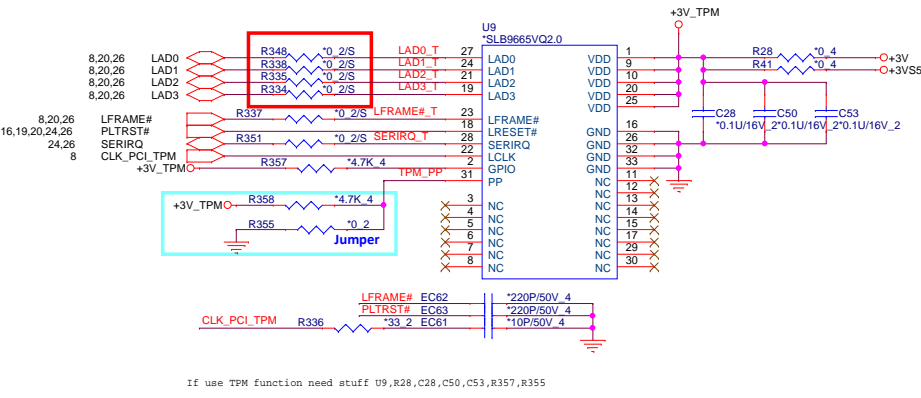 +3V_TPM
U9
*SLB9665VQ2.0
8,20,26 LAD0 R348 *0_2/S LAD0_T 27 LAD0 VDD 1 R28 *0_4 +3V
8,20,26 LAD1 R338 *0_2/S LAD1_T 24 LAD1 VDD 9 R41 *0_4 +3VS5
8,20,26 LAD2 R335 *0_2/S LAD2_T 21 LAD2 VDD 10
8,20,26 LAD3 R334 *0_2/S LAD3_T 19 LAD3 VDD 20
VDD 25
8,20,26 LFRAME# R337 *0_2/S LFRAME#_T 23 LFRAME# C28 C50 C53
*0.1U/16V_2 *0.1U/16V_2 *0.1U/16V_2
16,19,20,24,26 PLTRST# 18 LRESET# GND 16
24,26 SERIRQ R351 *0_2/S SERIRQ_T 28 SERIRQ GND 26
8 CLK_PCI_TPM 22 LCLK GND 32
+3V_TPM R357 *4.7K_4 2 GPIO GND 33
TPM_PP 31 PP NC 11
NC 12
+3V_TPM R358 *4.7K_4 3 NC NC 13
4 NC NC 14
R355 *0_2 5 NC NC 15
Jumper 6 NC NC 17
7 NC NC 29
8 NC NC 30
LFRAME# EC62 *220P/50V_4
PLTRST# EC63 *220P/50V_4
CLK_PCI_TPM R336 *33_2 EC61 *10P/50V_4
If use TPM function need stuff U9,R28,C28,C50,C53,R357,R355